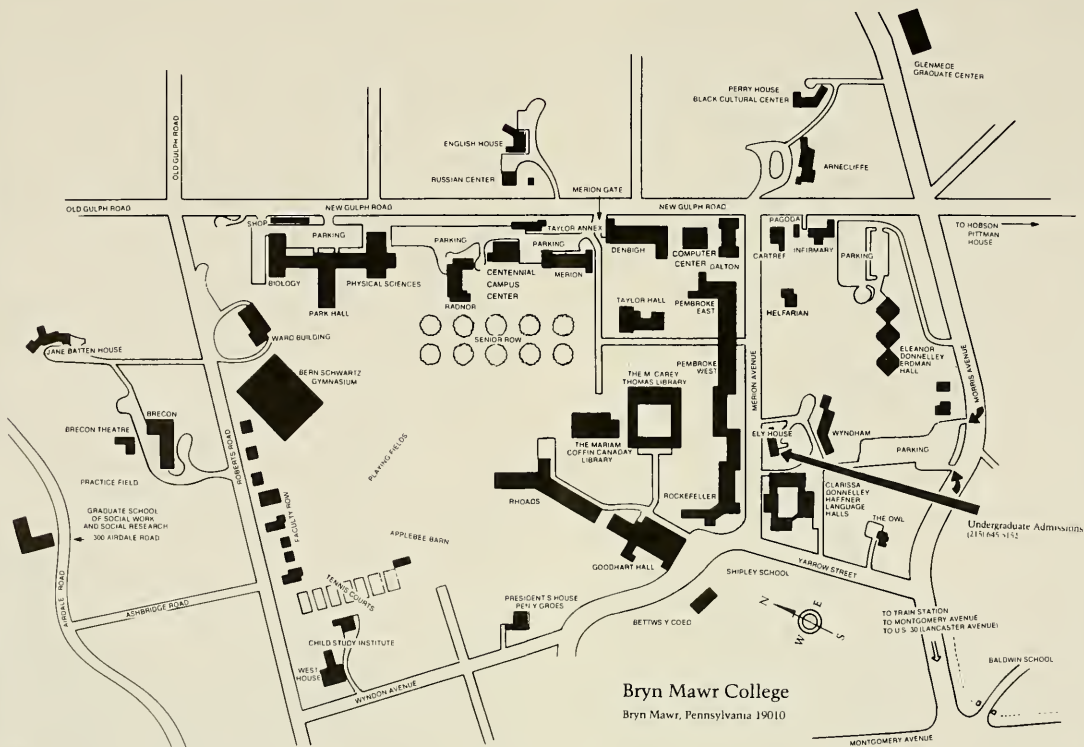 GLENMEDE
GRADUATE CENTER
PERRY HOUSE
BLACK CULTURAL CENTER
OLD GULPH ROAD
ENGLISH HOUSE
ARNECLIFFE
RUSSIAN CENTER
MERION GATE
OLD GULPH ROAD
NEW GULPH ROAD
NEW GULPH ROAD
SHOP
TAYLOR ANNEX
PAGODA
TO HOBSON
PITTMAN
HOUSE
PARKING
PARKING
PARKING
DENBIGH
COMPUTER
CENTER
DALTON
CARTREF
INFIRMARY
PARKING
BIOLOGY
PHYSICAL SCIENCES
CENTENNIAL
CAMPUS
CENTER
MERION
RADNOR
PARK HALL
TAYLOR HALL
PEMBROKE
EAST
HELFARIAN
WARD BUILDING
SENIOR ROW
JANE BATTEN HOUSE
ELEANOR
DONNELLEY
ERDMAN
HALL
BERN SCHWARTZ
GYMNASIUM
PEMBROKE
WEST
MERION AVENUE
MORRIS AVENUE
THE M. CAREY
THOMAS LIBRARY
BRECON
BRECON THEATRE
ROBERTS ROAD
PLAYING FIELDS
THE MARIAM
COFFIN CANADAY
LIBRARY
ELY HOUSE
WYNDHAM
PARKING
PRACTICE FIELD
RHOADS
ROCKEFELLER
CLARISSA
DONNELLEY
HAFFNER
LANGUAGE
HALLS
GRADUATE SCHOOL
OF SOCIAL WORK
AND SOCIAL RESEARCH
300 AIRDALE ROAD
FACULTY ROW
THE OWL
Undergraduate Admissions
(215) 645
APPLEBEE BARN
GOODHART HALL
YARROW STREET
SHIPLEY SCHOOL
AIRDALE ROAD
ASHBRIDGE ROAD
TENNIS COURTS
PRESIDENT'S HOUSE
PEN Y GROES
BETTWS Y COED
N
E
W
S
TO TRAIN STATION
TO MONTGOMERY AVENUE
TO U.S. 30 (LANCASTER AVENUE)
CHILD STUDY INSTITUTE
WEST
HOUSE
WYNDON AVENUE
BALDWIN SCHOOL
Bryn Mawr College
Bryn Mawr, Pennsylvania 19010
MONTGOMERY AVENUE